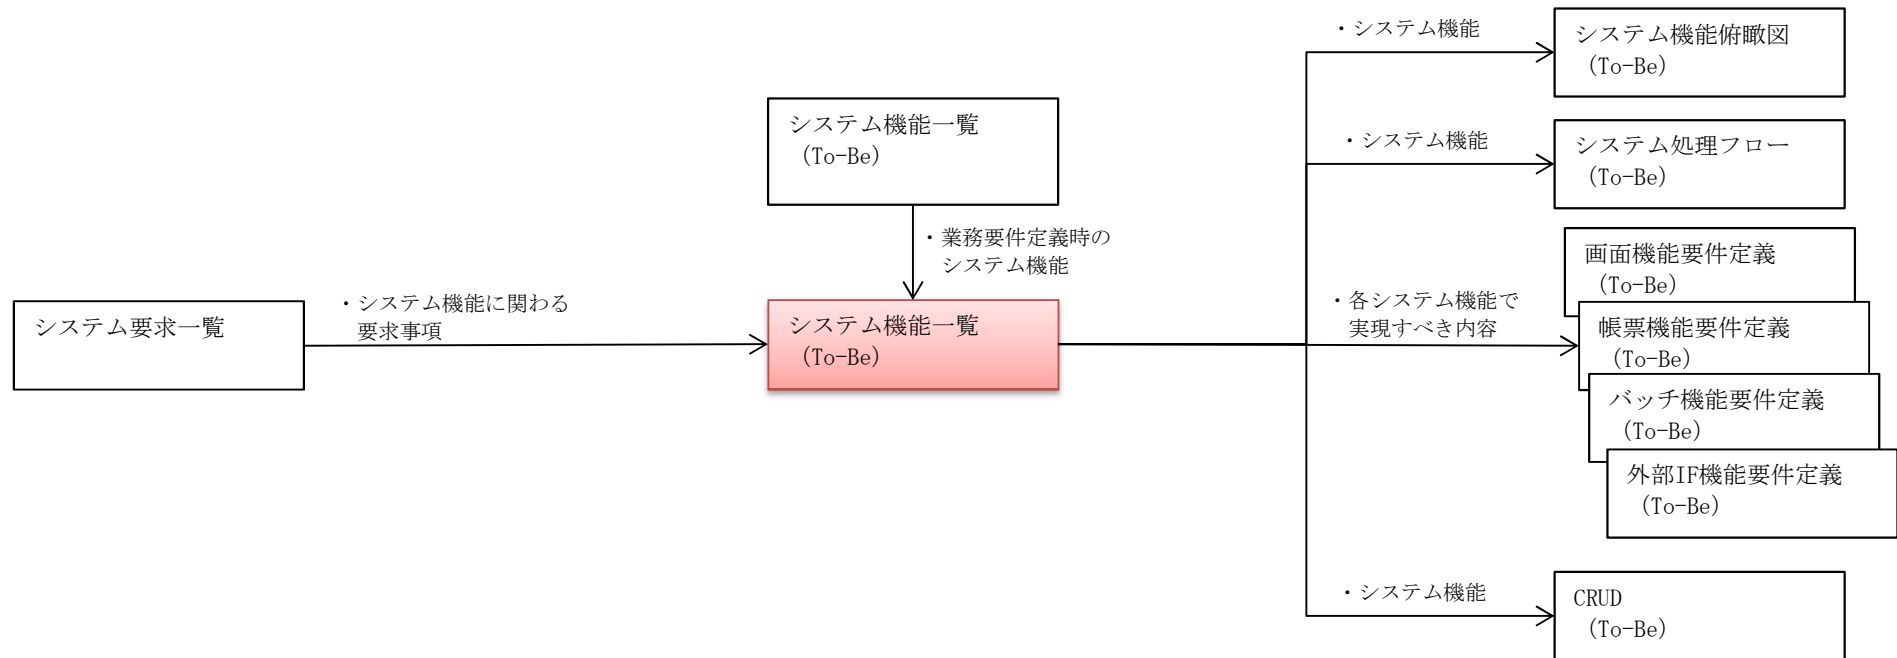 システム要求一覧
・システム機能に関わる
要求事項
システム機能一覧
(To-Be)
・業務要件定義時の
システム機能
システム機能一覧
(To-Be)
・システム機能
システム機能俯瞰図
(To-Be)
・システム機能
システム処理フロー
(To-Be)
・各システム機能で
実現すべき内容
画面機能要件定義
(To-Be)
帳票機能要件定義
(To-Be)
バッチ機能要件定義
(To-Be)
外部IF機能要件定義
(To-Be)
・システム機能
CRUD
(To-Be)